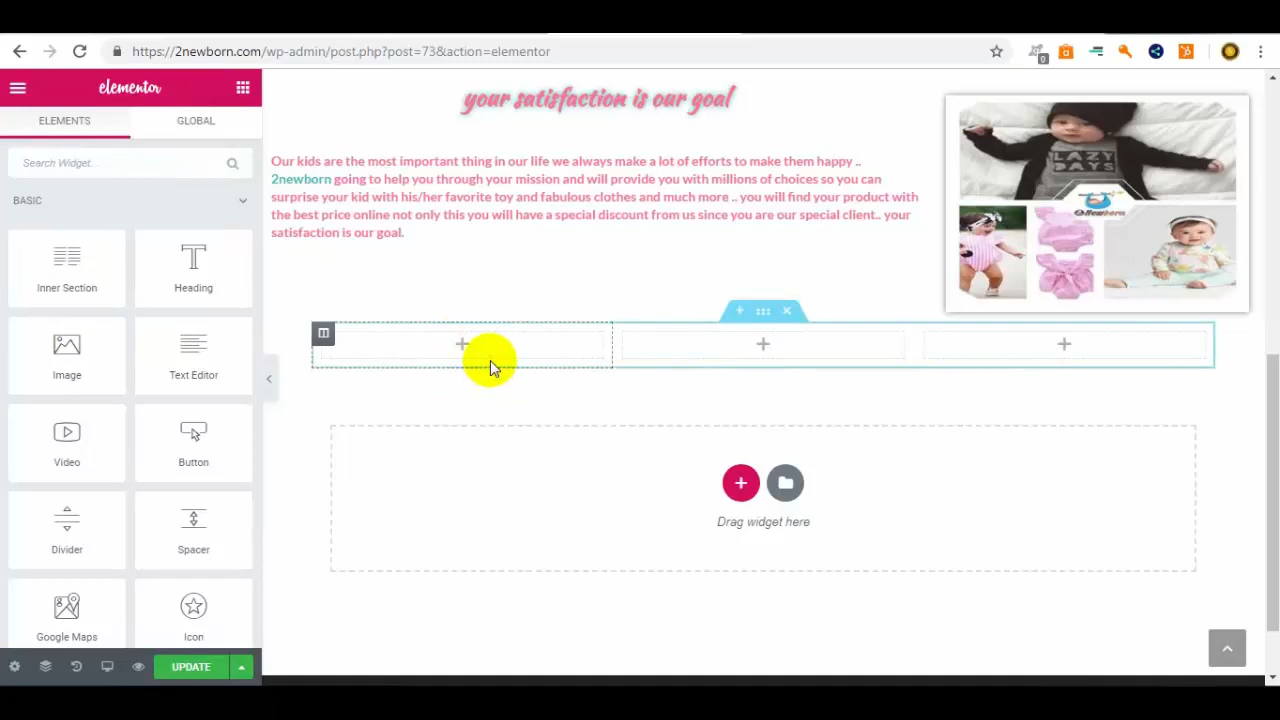 https://2newborn.com/wp-admin/post.php?post=73&action=elementor
0
elementor
ELEMENTS
GLOBAL
Search Widget...
BASIC
Inner Section
Heading
Image
Text Editor
Video
Button
Divider
Spacer
Google Maps
Icon
UPDATE
your satisfaction is our goal
Our kids are the most important thing in our life we always make a lot of efforts to make them happy ..
2newborn going to help you through your mission and will provide you with millions of choices so you can
surprise your kid with his/her favorite toy and fabulous clothes and much more .. you will find your product with
the best price online not only this you will have a special discount from us since you are our special client.. your
satisfaction is our goal.
LAZY
DAYS
2Newborn
Drag widget here